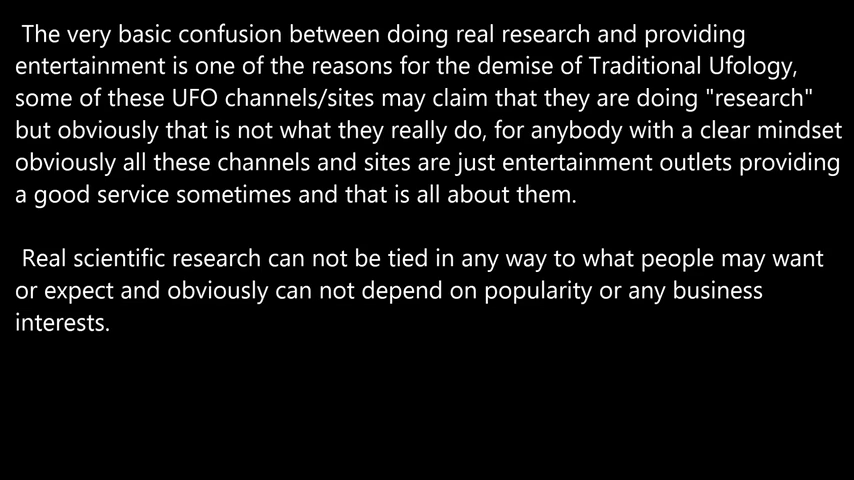 The very basic confusion between doing real research and providing
entertainment is one of the reasons for the demise of Traditional Ufology,
some of these UFO channels/sites may claim that they are doing "research"
but obviously that is not what they really do, for anybody with a clear mindset
obviously all these channels and sites are just entertainment outlets providing
a good service sometimes and that is all about them.
Real scientific research can not be tied in any way to what people may want
or expect and obviously can not depend on popularity or any business
interests.